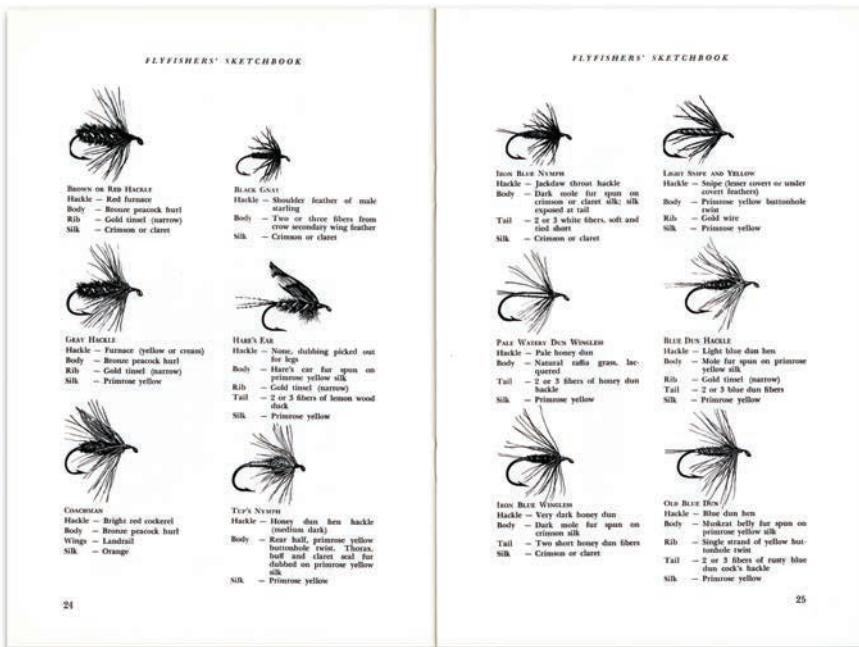 FLYFISHERS' SKETCHBOOK
BROWN OR RED HACKLE
Hackle – Red furnace
Body – Bronze peacock hurl
Rib – Gold tinsel (narrow)
Silk – Crimson or claret
GRAY HACKLE
Hackle – Furnace (yellow or cream)
Body – Bronze peacock hurl
Rib – Gold tinsel (narrow)
Silk – Primrose yellow
COACHMAN
Hackle – Bright red cockerel
Body – Bronze peacock hurl
Wings – Landrail
Silk – Orange
BLACK GNAT
Hackle – Shoulder feather of male
starling
Body – Two or three fibers from
crow secondary wing feather
Silk – Crimson or claret
HARE'S EAR
Hackle – None, dubbing picked out
for legs
Body – Hare's ear fur spun on
primrose yellow silk
Rib – Gold tinsel (narrow)
Tail – 2 or 3 fibers of lemon wood
duck
Silk – Primrose yellow
TUP'S NYMPH
Hackle – Honey dun hen hackle
(medium dark)
Body – Rear half, primrose yellow
buttonhole twist. Thorax,
buff and claret seal fur
dubbed on primrose yellow
silk
Silk – Primrose yellow
24
FLYFISHERS' SKETCHBOOK
IRON BLUE NYMPH
Hackle – Jackdaw throat hackle
Body – Dark mole fur spun on
crimson or claret silk; silk
exposed at tail
Tail – 2 or 3 white fibers, soft and
tied short
Silk – Crimson or claret
PALE WATERY DUN WINGLESS
Hackle – Pale honey dun
Body – Natural raffia grass, lac-
quered
Tail – 2 or 3 fibers of honey dun
hackle
Silk – Primrose yellow
IRON BLUE WINGLESS
Hackle – Very dark honey dun
Body – Dark mole fur spun on
crimson silk
Tail – Two short honey dun fibers
Silk – Crimson or claret
LIGHT SNIPE AND YELLOW
Hackle – Snipe (lesser covert or under
covert feathers)
Body – Primrose yellow buttonhole
twist
Rib – Gold wire
Silk – Primrose yellow
BLUE DUN HACKLE
Hackle – Light blue dun hen
Body – Mole fur spun on primrose
yellow silk
Rib – Gold tinsel (narrow)
Tail – 2 or 3 blue dun fibers
Silk – Primrose yellow
OLD BLUE DUN
Hackle – Blue dun hen
Body – Muskrat belly fur spun on
primrose yellow silk
Rib – Single strand of yellow but-
tonhole twist
Tail – 2 or 3 fibers of rusty blue
dun cock's hackle
Silk – Primrose yellow
25